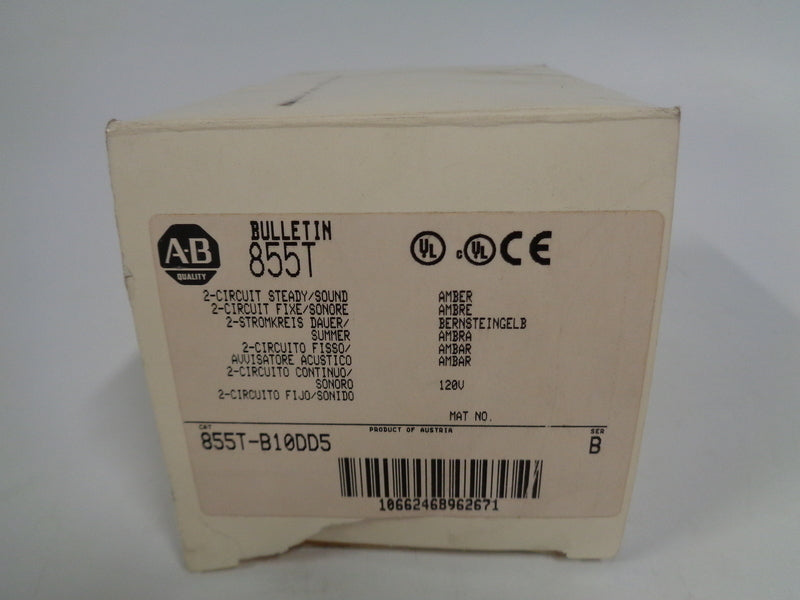 A-B
QUALITY
BULLETIN
855T
UL cUL CE
2-CIRCUIT STEADY/SOUND
2-CIRCUIT FIXE/SONORE
2-STROMKREIS DAUER/
SUMMER
2-CIRCUITO FISSO/
AVVISATORE ACUSTICO
2-CIRCUITO CONTINUO/
SONORO
2-CIRCUITO FIJO/SONIDO
AMBER
AMBRE
BERNSTEINGELB
AMBRA
AMBAR
AMBAR
120V
MAT NO.
CAT
PRODUCT OF AUSTRIA
SER
855T-B10DD5
B
10662468962671